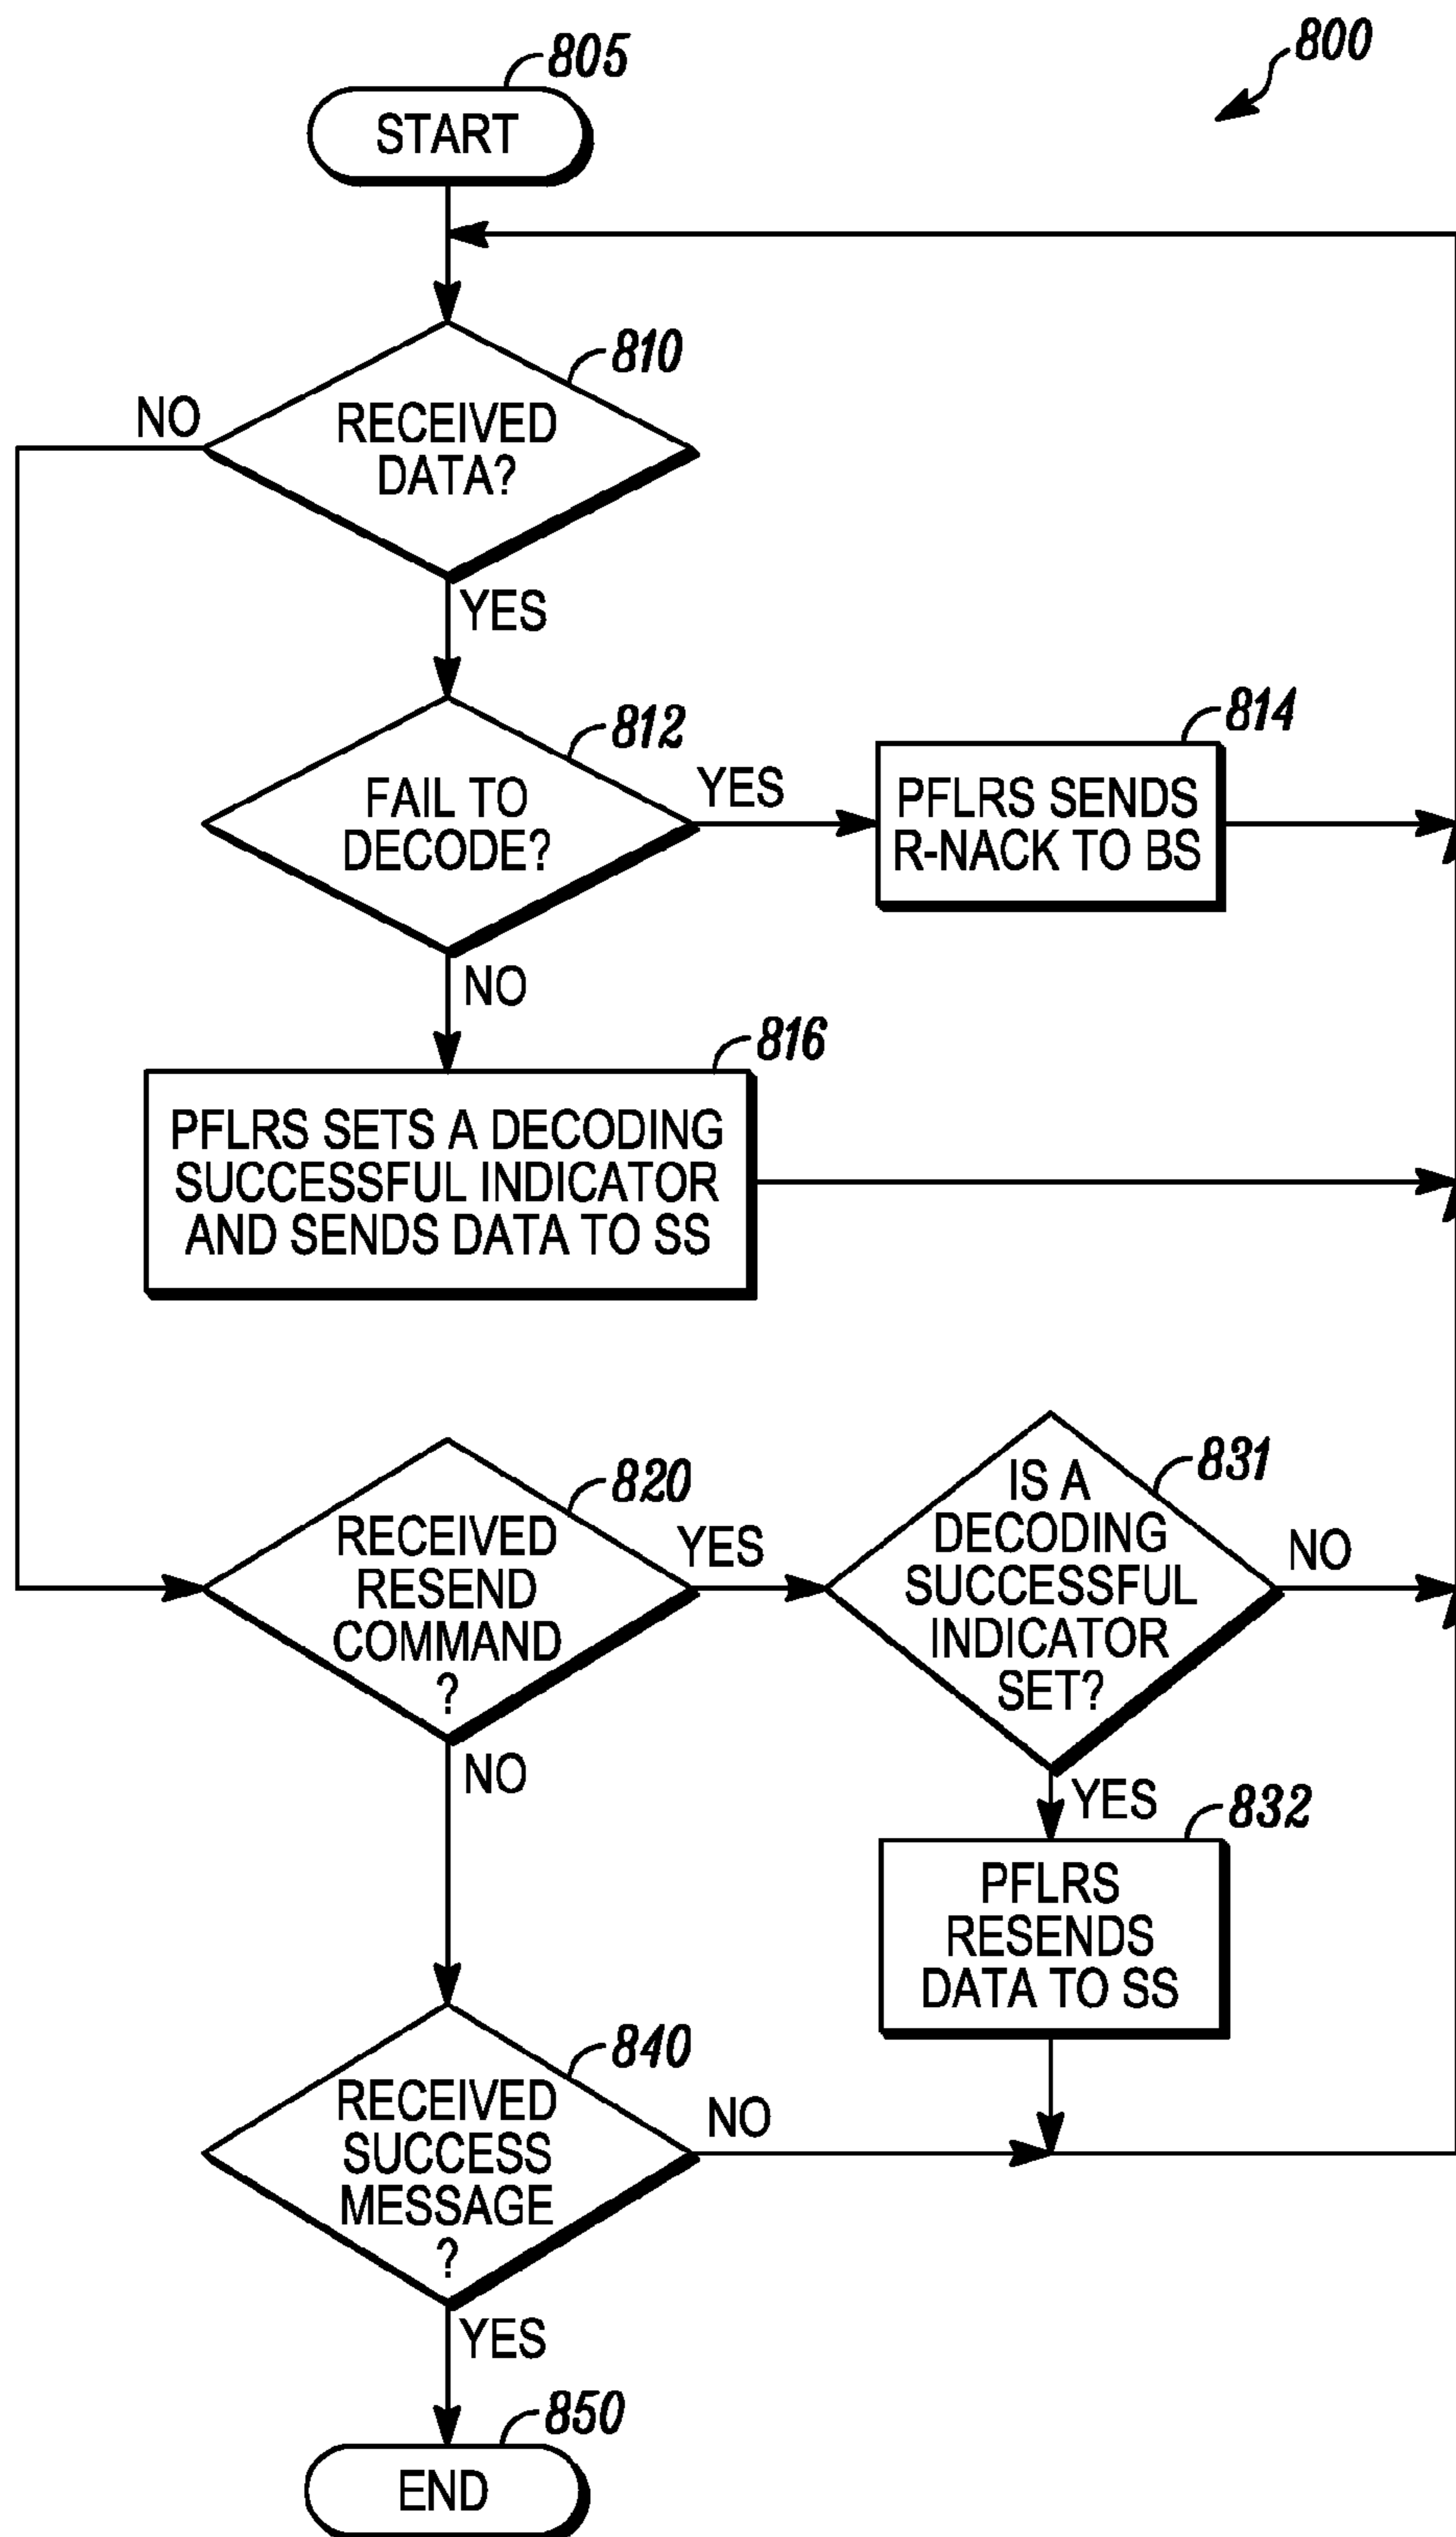 805
800
START
810
NO
RECEIVED
DATA?
YES
812
814
FAIL TO
DECODE?
YES
PFLRS SENDS
R-NACK TO BS
NO
816
PFLRS SETS A DECODING
SUCCESSFUL INDICATOR
AND SENDS DATA TO SS
820
RECEIVED
RESEND
COMMAND
?
YES
831
IS A
DECODING
SUCCESSFUL
INDICATOR
SET?
NO
NO
YES
832
PFLRS
RESENDS
DATA TO SS
840
RECEIVED
SUCCESS
MESSAGE
?
NO
YES
850
END